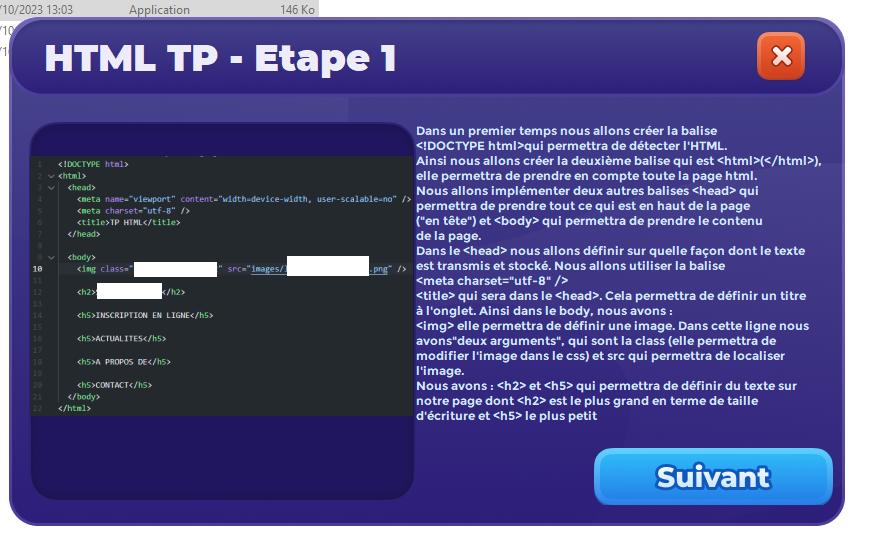 /10/2023 13:03 Application 146 Ko
/10
/10
HTML TP - Etape 1
1 <!DOCTYPE html>
2 <html>
3 <head>
4 <meta name="viewport" content="width=device-width, user-scalable=no" />
5 <meta charset="utf-8" />
6 <title>TP HTML</title>
7 </head>
8
9 <body>
10 <img class=" " src="images/ .png" />
11
12 <h2> </h2>
13
14 <h5>INSCRIPTION EN LIGNE</h5>
15
16 <h5>ACTUALITES</h5>
17
18 <h5>A PROPOS DE</h5>
19
20 <h5>CONTACT</h5>
21 </body>
22 </html>
Dans un premier temps nous allons créer la balise
<!DOCTYPE html>qui permettra de détecter l'HTML.
Ainsi nous allons créer la deuxième balise qui est <html>(</html>),
elle permettra de prendre en compte toute la page html.
Nous allons implémenter deux autres balises <head> qui
permettra de prendre tout ce qui est en haut de la page
("en tête") et <body> qui permettra de prendre le contenu
de la page.
Dans le <head> nous allons définir sur quelle façon dont le texte
est transmis et stocké. Nous allons utiliser la balise
<meta charset="utf-8" />
<title> qui sera dans le <head>. Cela permettra de définir un titre
à l'onglet. Ainsi dans le body, nous avons :
<img> elle permettra de définir une image. Dans cette ligne nous
avons"deux arguments", qui sont la class (elle permettra de
modifier l'image dans le css) et src qui permettra de localiser
l'image.
Nous avons : <h2> et <h5> qui permettra de définir du texte sur
notre page dont <h2> est le plus grand en terme de taille
d'écriture et <h5> le plus petit
Suivant